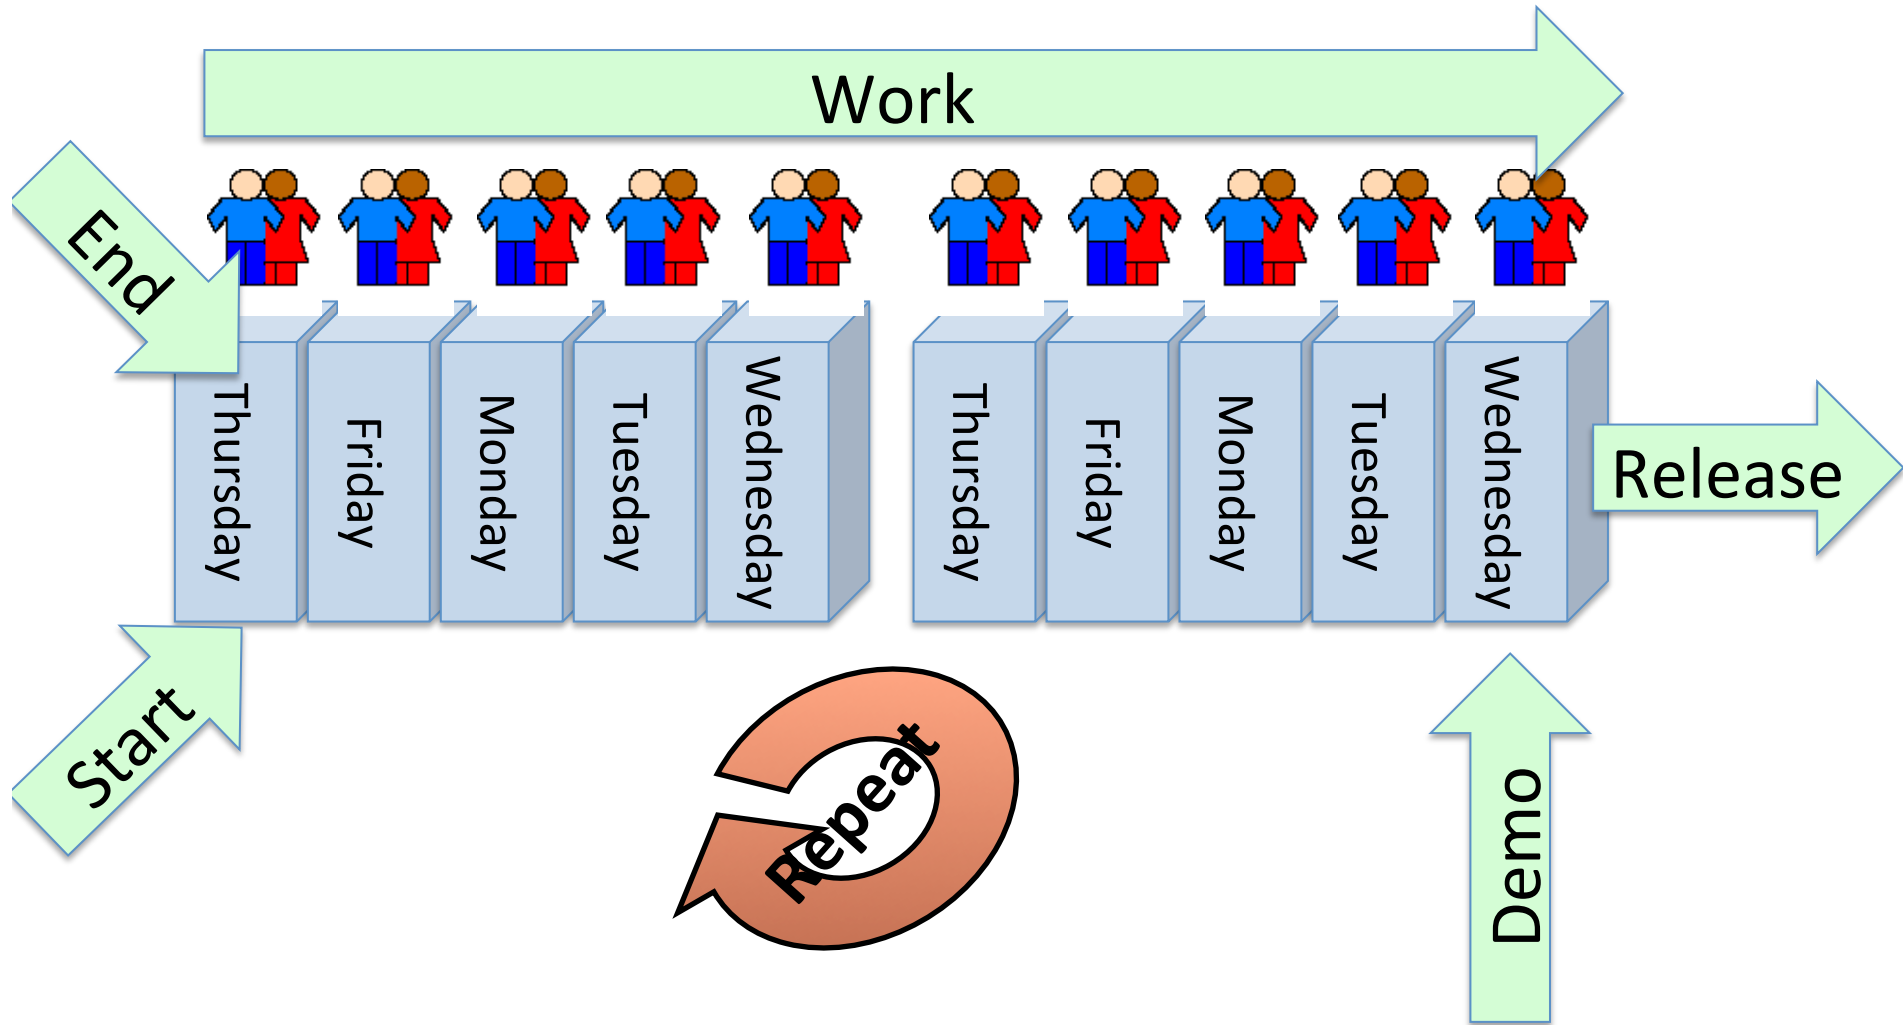 Work
End
Thursday
Friday
Monday
Tuesday
Wednesday
Thursday
Friday
Monday
Tuesday
Wednesday
Release
Start
Repeat
Demo